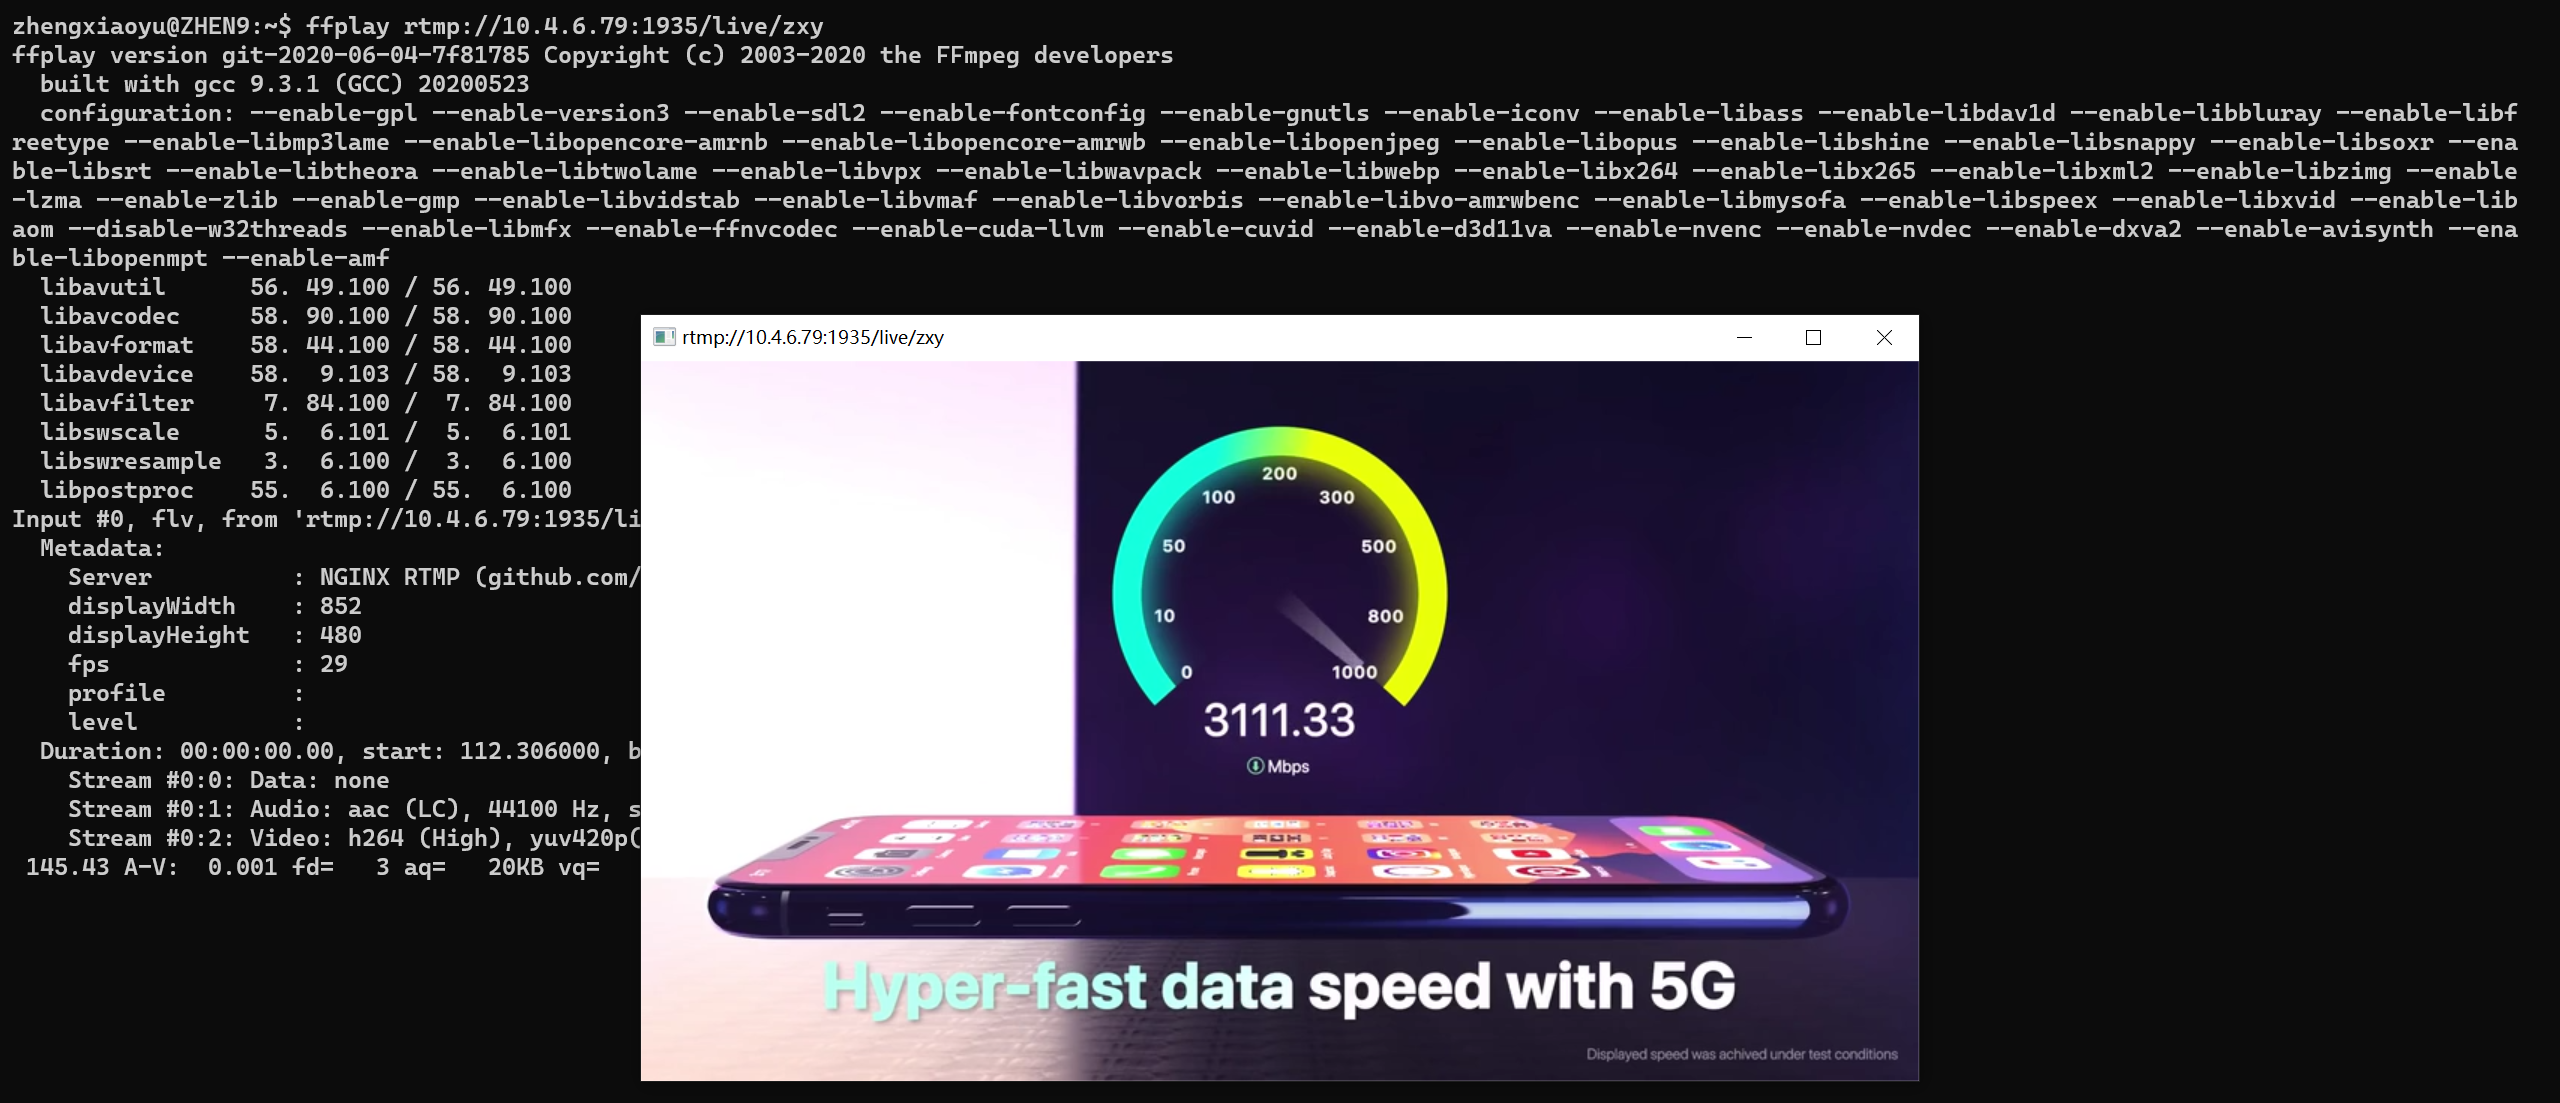 zhengxiaoyu@ZHEN9:~$ ffplay rtmp://10.4.6.79:1935/live/zxy
ffplay version git-2020-06-04-7f81785 Copyright (c) 2003-2020 the FFmpeg developers
  built with gcc 9.3.1 (GCC) 20200523
  configuration: --enable-gpl --enable-version3 --enable-sdl2 --enable-fontconfig --enable-gnutls --enable-iconv --enable-libass --enable-libdav1d --enable-libbluray --enable-libf
reetype --enable-libmp3lame --enable-libopencore-amrnb --enable-libopencore-amrwb --enable-libopenjpeg --enable-libopus --enable-libshine --enable-libsnappy --enable-libsoxr --ena
ble-libsrt --enable-libtheora --enable-libtwolame --enable-libvpx --enable-libwavpack --enable-libwebp --enable-libx264 --enable-libx265 --enable-libxml2 --enable-libzimg --enable
-lzma --enable-zlib --enable-gmp --enable-libvidstab --enable-libvmaf --enable-libvorbis --enable-libvo-amrwbenc --enable-libmysofa --enable-libspeex --enable-libxvid --enable-lib
aom --disable-w32threads --enable-libmfx --enable-ffnvcodec --enable-cuda-llvm --enable-cuvid --enable-d3d11va --enable-nvenc --enable-nvdec --enable-dxva2 --enable-avisynth --ena
ble-libopenmpt --enable-amf
  libavutil      56. 49.100 / 56. 49.100
  libavcodec     58. 90.100 / 58. 90.100
  libavformat    58. 44.100 / 58. 44.100
  libavdevice    58.  9.103 / 58.  9.103
  libavfilter     7. 84.100 /  7. 84.100
  libswscale      5.  6.101 /  5.  6.101
  libswresample   3.  6.100 /  3.  6.100
  libpostproc    55.  6.100 / 55.  6.100
Input #0, flv, from 'rtmp://10.4.6.79:1935/li
  Metadata:
    Server          : NGINX RTMP (github.com/
    displayWidth    : 852
    displayHeight   : 480
    fps             : 29
    profile         :
    level           :
  Duration: 00:00:00.00, start: 112.306000, b
    Stream #0:0: Data: none
    Stream #0:1: Audio: aac (LC), 44100 Hz, s
    Stream #0:2: Video: h264 (High), yuv420p(
 145.43 A-V:  0.001 fd=   3 aq=   20KB vq=
rtmp://10.4.6.79:1935/live/zxy
200
100 300
50 500
10 800
0 1000
3111.33
Mbps
Hyper-fast data speed with 5G
Displayed speed was achived under test conditions